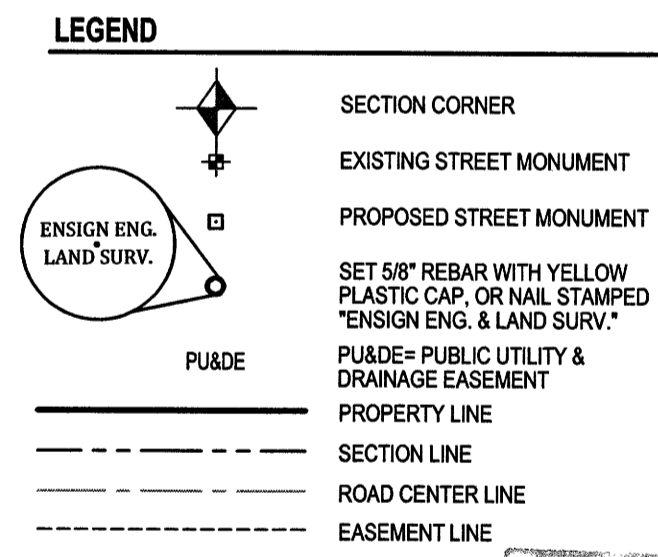 LEGEND
SECTION CORNER
EXISTING STREET MONUMENT
PROPOSED STREET MONUMENT
ENSIGN ENG.
LAND SURV.
SET 5/8" REBAR WITH YELLOW
PLASTIC CAP, OR NAIL STAMPED
"ENSIGN ENG. & LAND SURV."
PU&DE
PU&DE= PUBLIC UTILITY &
DRAINAGE EASEMENT
PROPERTY LINE
SECTION LINE
ROAD CENTER LINE
EASEMENT LINE